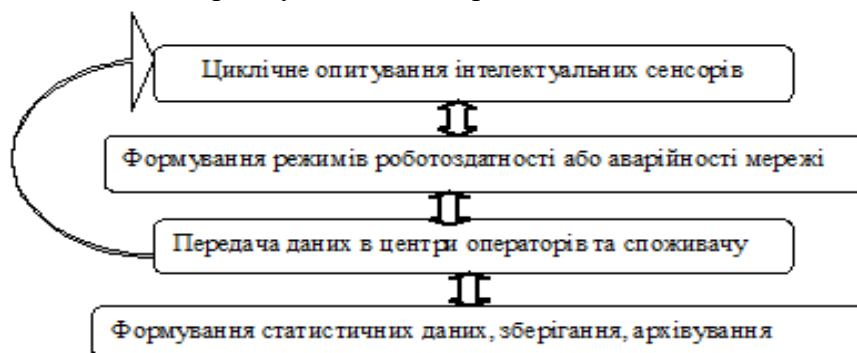 Циклічне опитування інтелектуальних сенсорів
Формування режимів роботоздатності або аварійності мережі
Передача даних в центри операторів та споживачу
Формування статистичних даних, зберігання, архівування